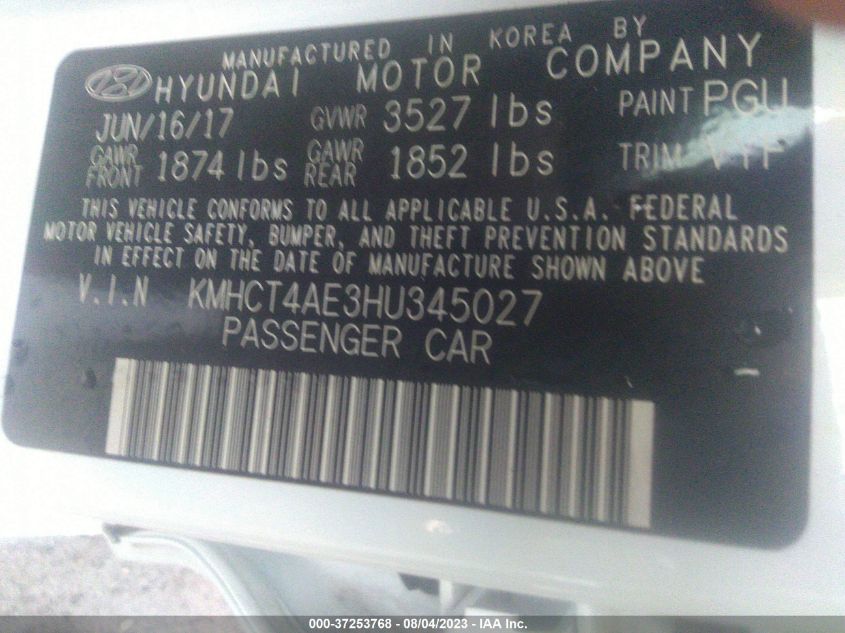 MANUFACTURED IN KOREA BY
HYUNDAI MOTOR COMPANY
JUN/16/17 GVWR 3527 lbs PAINT PGU
GAWR FRONT 1874 lbs GAWR REAR 1852 lbs TRIM
THIS VEHICLE CONFORMS TO ALL APPLICABLE U.S.A. FEDERAL
MOTOR VEHICLE SAFETY, BUMPER, AND THEFT PREVENTION STANDARDS
IN EFFECT ON THE DATE OF MANUFACTURE SHOWN ABOVE
V.I.N KMHCT4AE3HU345027
PASSENGER CAR
000-37253768 - 08/04/2023 - IAA Inc.